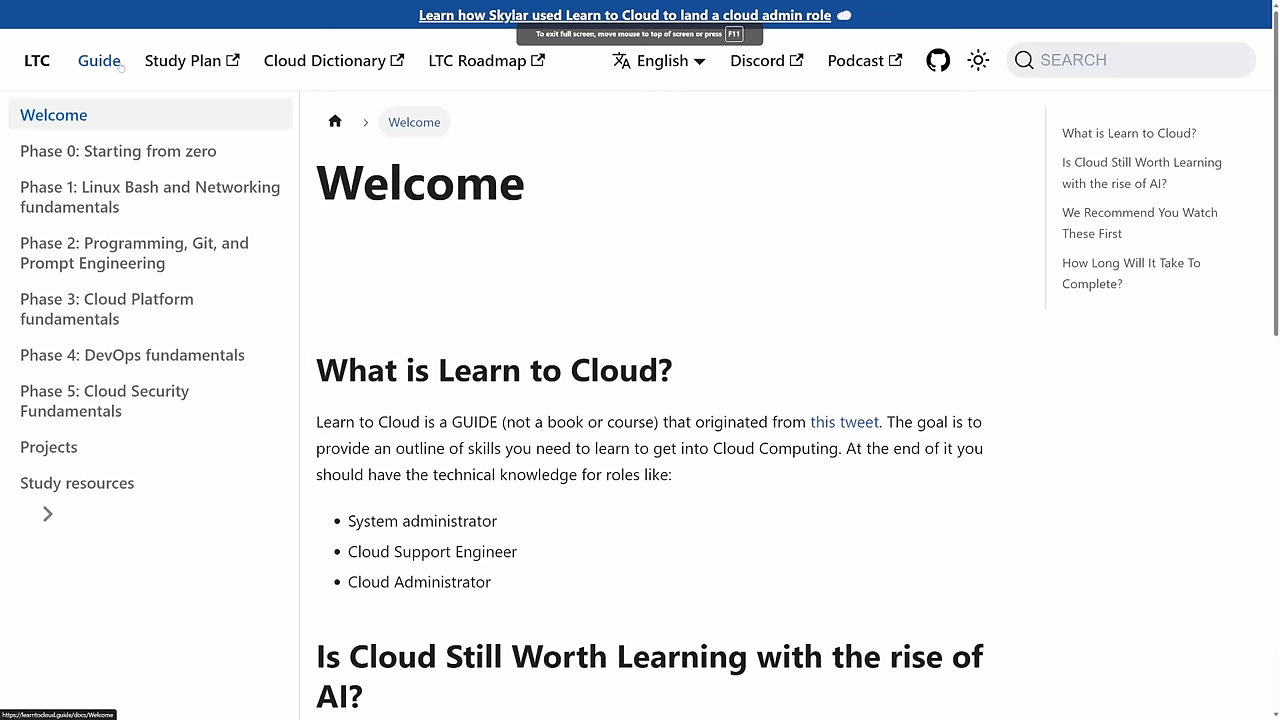 Learn how Skylar used Learn to Cloud to land a cloud admin role
To exit full screen, move mouse to top of screen or press F11
LTC Guide Study Plan Cloud Dictionary LTC Roadmap English Discord Podcast SEARCH
Welcome
Phase 0: Starting from zero
Phase 1: Linux Bash and Networking
fundamentals
Phase 2: Programming, Git, and
Prompt Engineering
Phase 3: Cloud Platform
fundamentals
Phase 4: DevOps fundamentals
Phase 5: Cloud Security
Fundamentals
Projects
Study resources
Welcome
Welcome
What is Learn to Cloud?
Learn to Cloud is a GUIDE (not a book or course) that originated from this tweet. The goal is to
provide an outline of skills you need to learn to get into Cloud Computing. At the end of it you
should have the technical knowledge for roles like:
• System administrator
• Cloud Support Engineer
• Cloud Administrator
Is Cloud Still Worth Learning with the rise of
AI?
What is Learn to Cloud?
Is Cloud Still Worth Learning
with the rise of AI?
We Recommend You Watch
These First
How Long Will It Take To
Complete?
https://learntocloud.guide/docs/Welcome